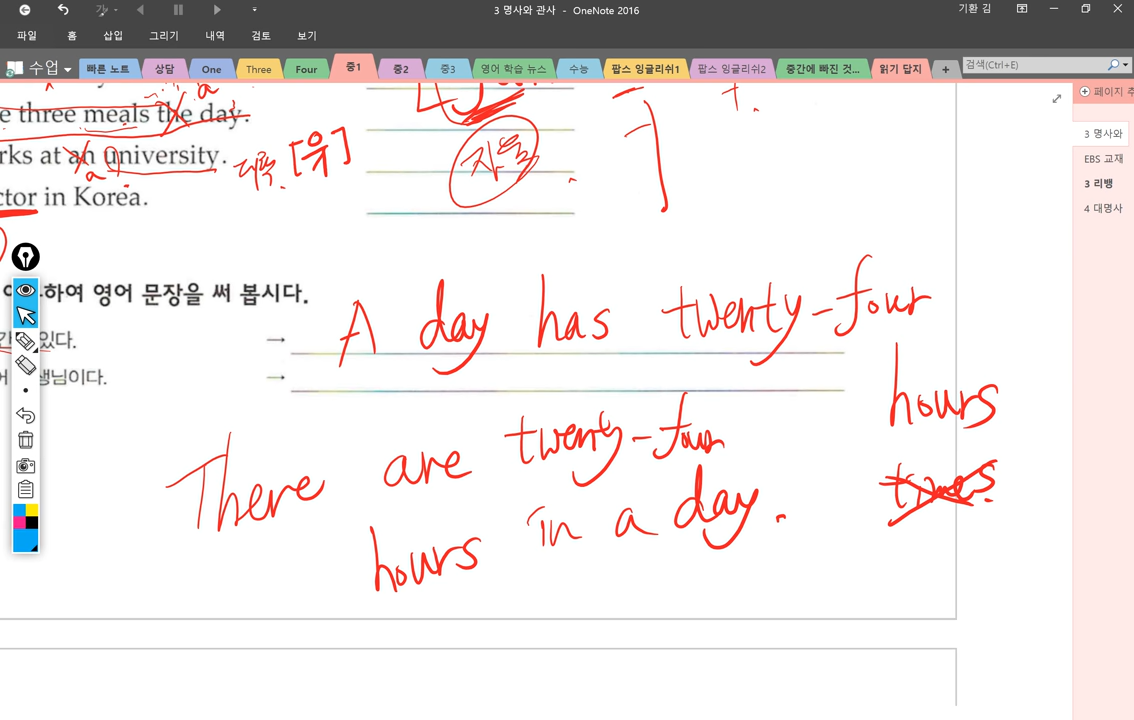 3 명사와 관사 - OneNote 2016
기환 김
파일 홈 삽입 그리기 내역 검토 보기
수업 빠른 노트 상담 One Three Four 중1 중2 중3 영어 학습 뉴스 수능 팝스 잉글리쉬1 팝스 잉글리쉬2 중간에 빠진 것... 읽기 답지 + 검색(Ctrl+E)
페이지 추
3 명사와
EBS 교재
3 리뱅
4 대명사
a
e three meals the day.
rks at an university.
a
대학. [유]
자음
ctor in Korea.
하여 영어 문장을 써 봅시다.
있다. →
생님이다. →
A day has twenty-four
hours
times
There are twenty-four
hours in a day.